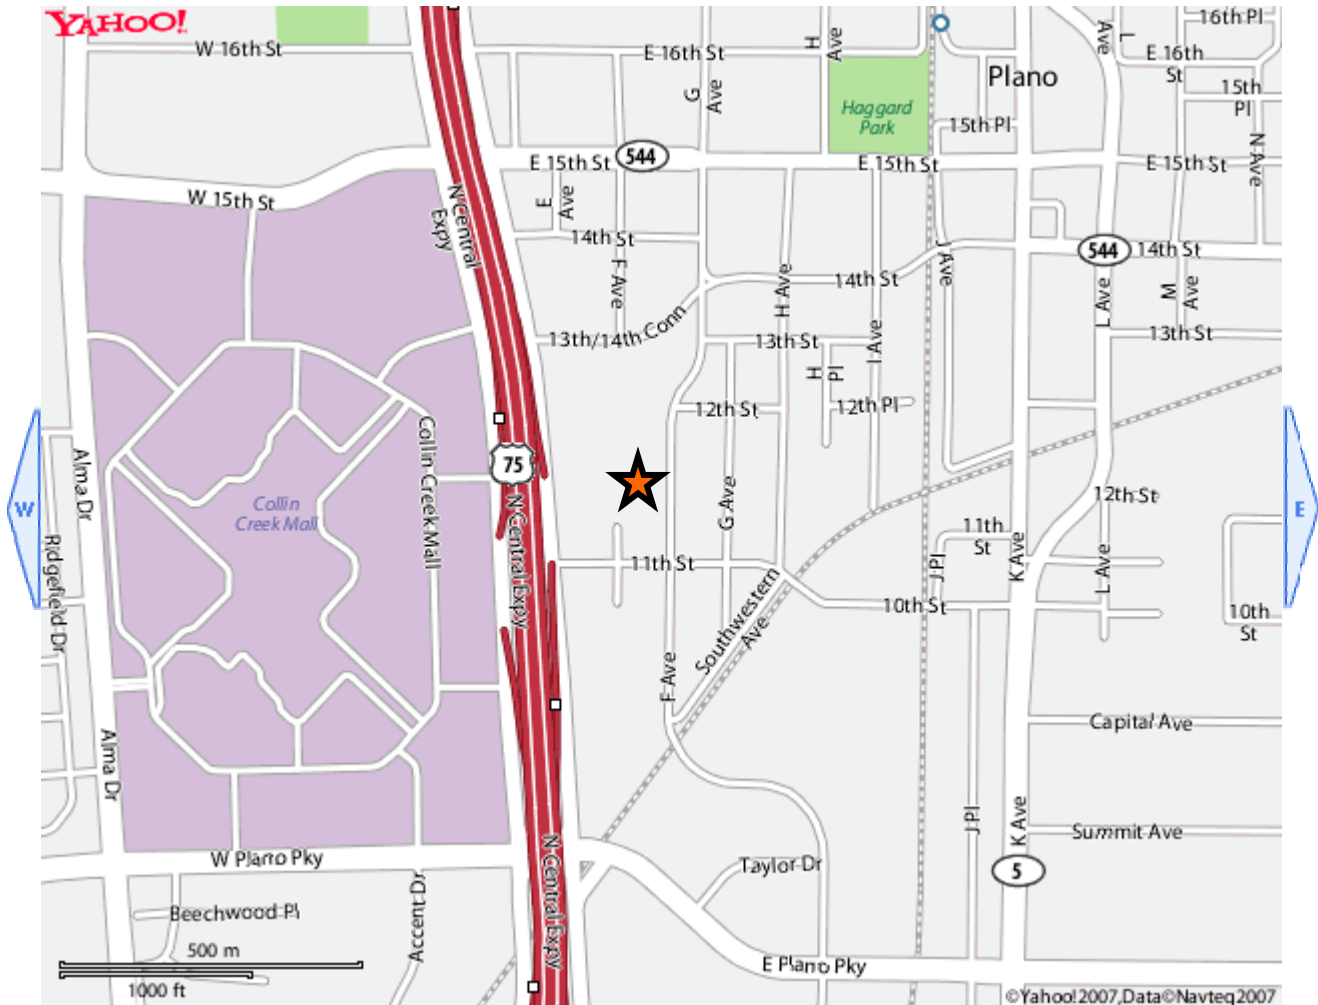 YAHOO!
W 16th St
E 16th St
H
Ave
G
Ave
Haggard
Park
Plano
15th Pl
Ave
L
16th Pl
E 16th
St
15th
Pl
N Ave
W 15th St
E 15th St
544
E 15th St
E 15th St
N Central
Expy
E
Ave
14th St
F Ave
14th St
H Ave
J Ave
544
14th St
M
Ave
L Ave
13th/14th Conn
13th St
I Ave
13th St
H
Pl
12th St
12th Pl
Alma Dr
Collin Creek Mall
75
Collin
Creek Mall
N Central Expy
G Ave
12th St
W
E
Ridgefield Dr
11th St
11th
St
J Pl
K Ave
L Ave
10th St
10th
St
Southwestern
Ave
F Ave
Capital Ave
Alma Dr
J Pl
K Ave
Summit Ave
W Plano Pky
N Central Expy
Taylor Dr
5
Beechwood Pl
Accent Dr
500 m
1000 ft
E Plano Pky
©Yahoo!2007,Data©Navteq2007